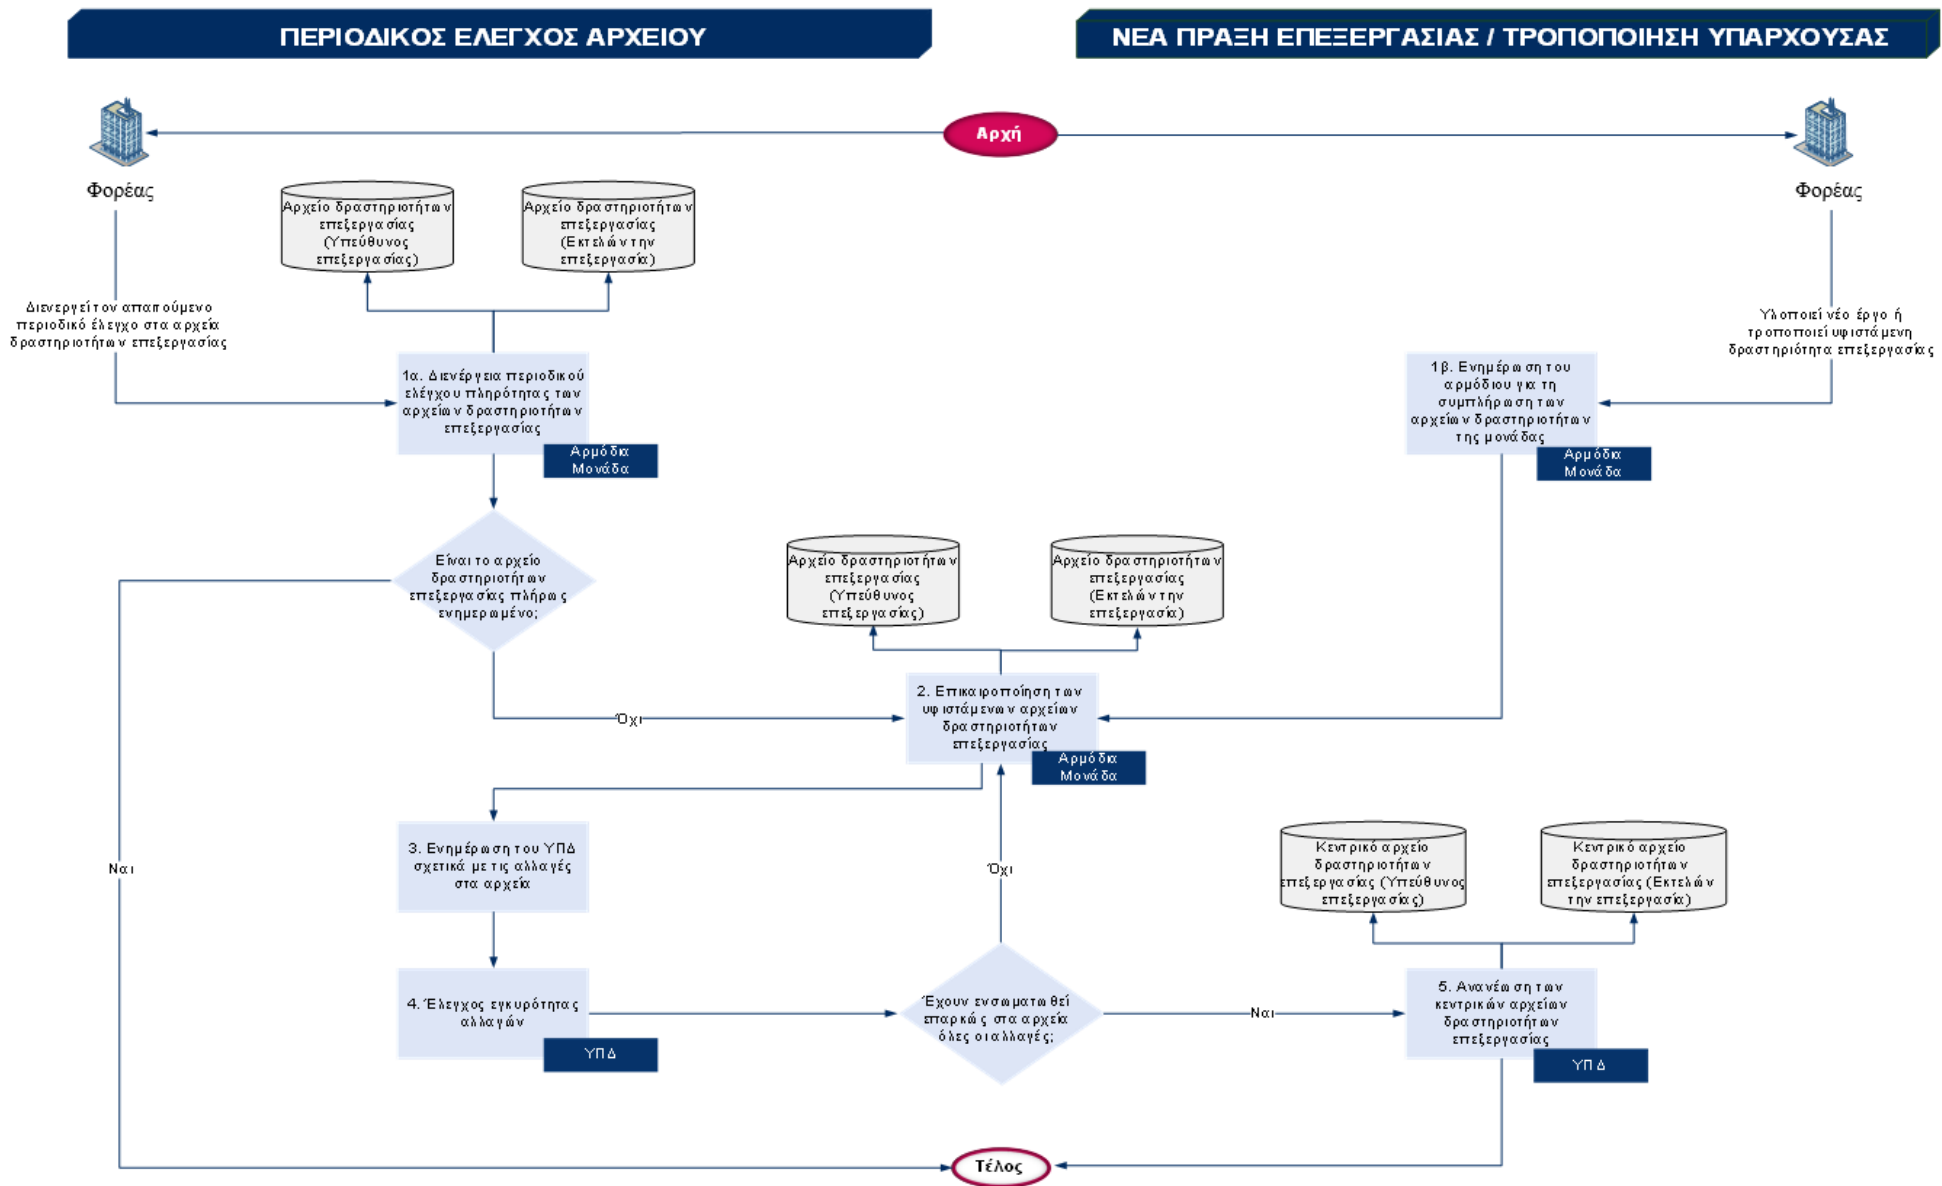 ΠΕΡΙΟΔΙΚΟΣ ΕΛΕΓΧΟΣ ΑΡΧΕΙΟΥ
ΝΕΑ ΠΡΑΞΗ ΕΠΕΞΕΡΓΑΣΙΑΣ / ΤΡΟΠΟΠΟΙΗΣΗ ΥΠΑΡΧΟΥΣΑΣ
Αρχή
Φορέας
Φορέας
Αρχείο δραστηριοτήτων
επεξεργασίας
(Υπεύθυνος
επεξεργασίας)
Αρχείο δραστηριοτήτων
επεξεργασίας
(Εκτελών την
επεξεργασία)
Διενεργεί τον απαιτούμενο
περιοδικό έλεγχο στα αρχεία
δραστηριοτήτων επεξεργασίας
Υλοποιεί νέο έργο ή
τροποποιεί υφιστάμενη
δραστηριότητα επεξεργασίας
1α. Διενέργεια περιοδικού
ελέγχου πληρότητας των
αρχείων δραστηριοτήτων
επεξεργασίας
Αρμόδια
Μονάδα
1β. Ενημέρωση του
αρμόδιου για τη
συμπλήρωση των
αρχείων δραστηριοτήτων
της μονάδας
Αρμόδια
Μονάδα
Είναι το αρχείο
δραστηριοτήτων
επεξεργασίας πλήρως
ενημερωμένο;
Αρχείο δραστηριοτήτων
επεξεργασίας
(Υπεύθυνος
επεξεργασίας)
Αρχείο δραστηριοτήτων
επεξεργασίας
(Εκτελών την
επεξεργασία)
Όχι
2. Επικαιροποίηση των
υφιστάμενων αρχείων
δραστηριοτήτων
επεξεργασίας
Αρμόδια
Μονάδα
3. Ενημέρωση του ΥΠΔ
σχετικά με τις αλλαγές
στα αρχεία
Ναι
Όχι
Κεντρικό αρχείο
δραστηριοτήτων
επεξεργασίας (Υπεύθυνος
επεξεργασίας)
Κεντρικό αρχείο
δραστηριοτήτων
επεξεργασίας (Εκτελών
την επεξεργασία)
4. Έλεγχος εγκυρότητας
αλλαγών
ΥΠΔ
Έχουν ενσωματωθεί
επαρκώς στα αρχεία
όλες οι αλλαγές;
Ναι
5. Ανανέωση των
κεντρικών αρχείων
δραστηριοτήτων
επεξεργασίας
ΥΠΔ
Τέλος